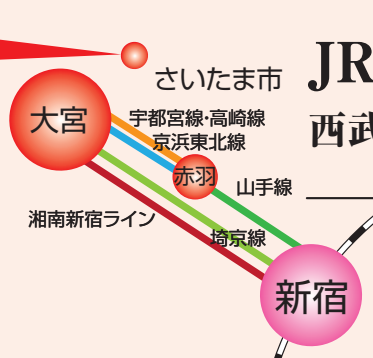 さいたま市
JR
西武
大宮
宇都宮線・高崎線
京浜東北線
赤羽
山手線
湘南新宿ライン
埼京線
新宿